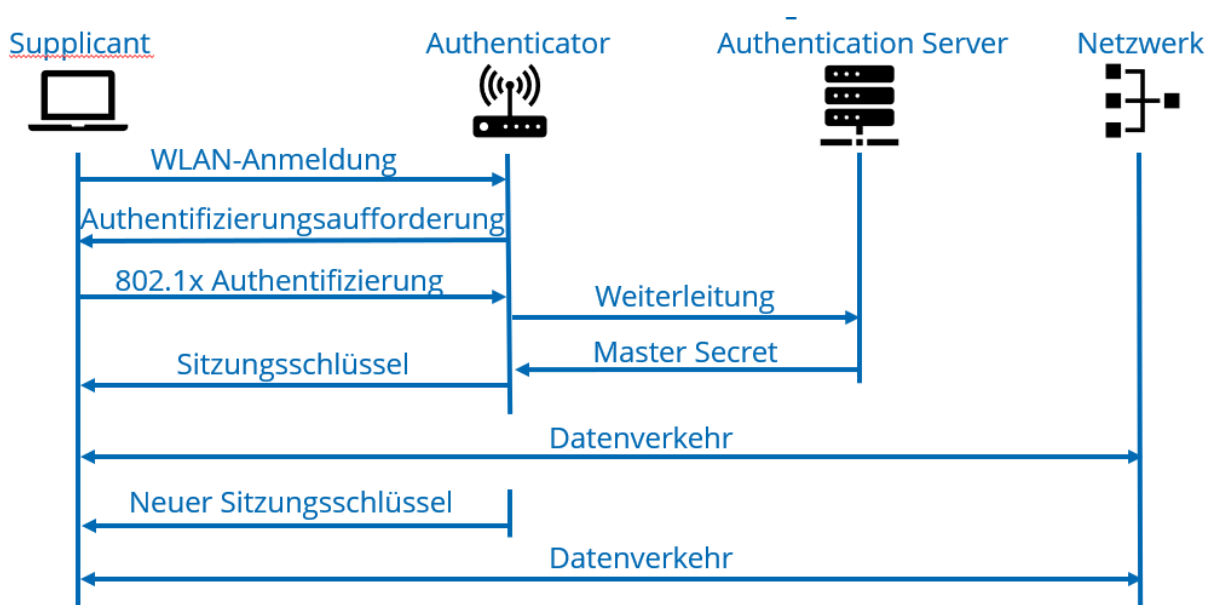 Supplicant
Authenticator
Authentication Server
Netzwerk
WLAN-Anmeldung
Authentifizierungsaufforderung
802.1x Authentifizierung
Weiterleitung
Master Secret
Sitzungsschlüssel
Datenverkehr
Neuer Sitzungsschlüssel
Datenverkehr